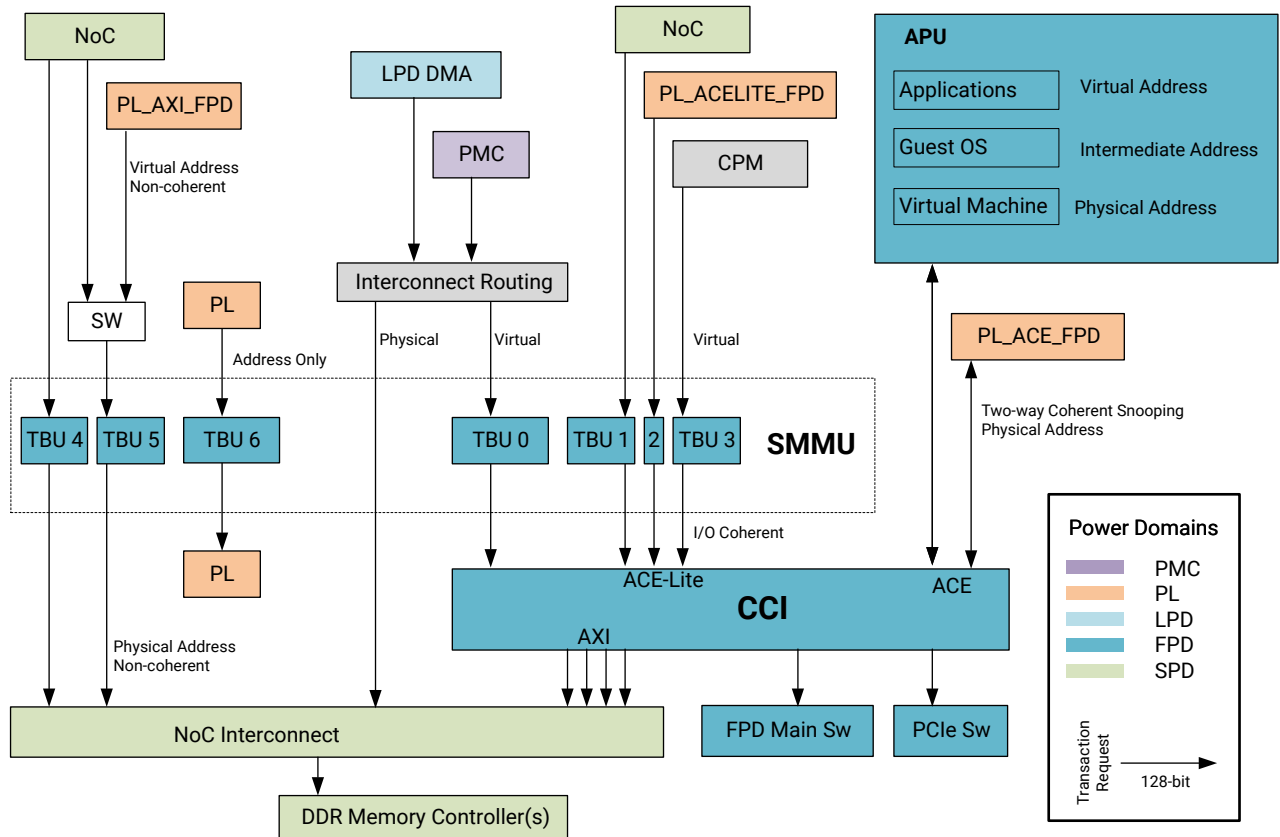 NoC
PL_AXI_FPD
Virtual Address
Non-coherent
SW
PL
Address Only
LPD DMA
PMC
Interconnect Routing
Physical
Virtual
NoC
PL_ACELITE_FPD
CPM
Virtual
APU
Applications
Virtual Address
Guest OS
Intermediate Address
Virtual Machine
Physical Address
PL_ACE_FPD
Two-way Coherent Snooping
Physical Address
TBU 4
TBU 5
TBU 6
TBU 0
TBU 1
2
TBU 3
SMMU
PL
I/O Coherent
ACE-Lite
ACE
CCI
AXI
Physical Address
Non-coherent
NoC Interconnect
FPD Main Sw
PCIe Sw
DDR Memory Controller(s)
Power Domains
PMC
PL
LPD
FPD
SPD
Transaction
Request
128-bit